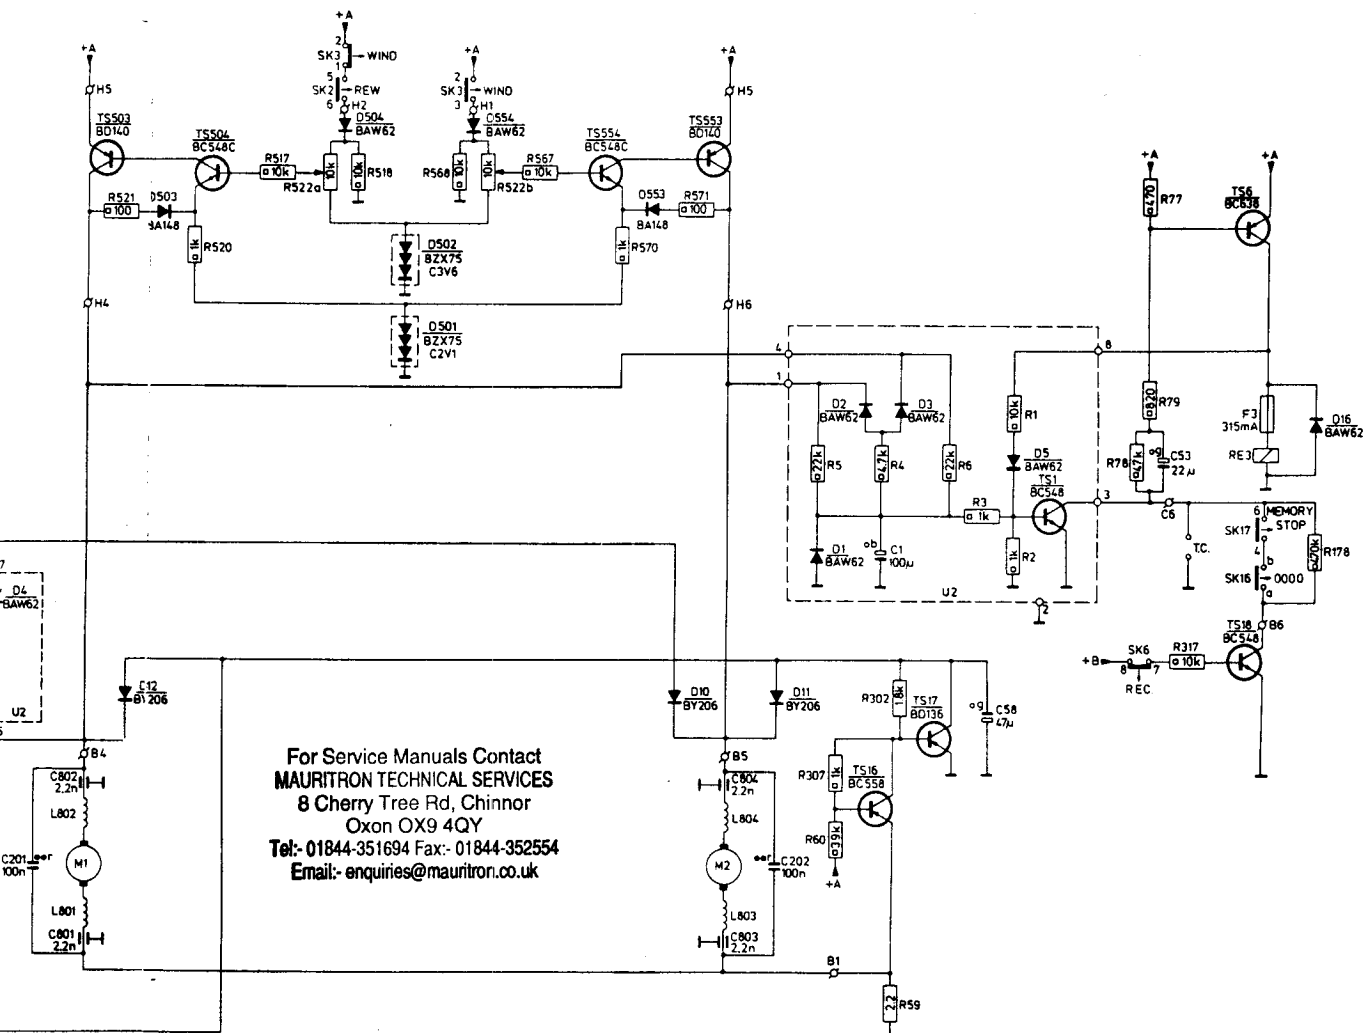 +A
2
SK3 WIND
1
5
SK2 REW
6 H2
D504
BAW62
+A
2
SK3 WIND
3 H1
D554
BAW62
+A
H5
TS503
BD140
TS504
BC548C
R517
10k
10k
R522a
10k
R518
R568
10k
10k
R522b
R567
10k
TS554
BC548C
TS553
BD140
+A
H5
R521
100
D503
BA148
1k
R520
D502
BZX75
C3V6
D553
BA148
R571
100
1k
R570
D501
BZX75
C2V1
H4
H6
+A
470
R77
+A
TS6
BC638
4
1
8
D2
BAW62
D3
BAW62
10k
R1
22k
R5
4.7k
R4
22k
R6
D5
BAW62
TS1
BC548
R3
1k
D1
BAW62
b
C1
100µ
1k
R2
U2
2
3
820
R79
R78
47k
g
C53
22µ
C6
F3
315mA
RE3
D16
BAW62
T.C.
6 MEMORY
STOP
SK17
4
b
SK16 0000
a
470k
R178
B6
TS18
BC548
+B
SK6
8 7
REC.
R317
10k
7
D4
BAW62
U2
5
BY206
D10
BY206
D11
BY206
R302
1.8k
TS17
BD136
g
C58
47µ
R307
1k
TS16
BC558
R60
39k
+A
B4
C802
2.2n
L802
C201
100n
r
M1
L801
C801
2.2n
For Service Manuals Contact
MAURITRON TECHNICAL SERVICES
8 Cherry Tree Rd, Chinnor
Oxon OX9 4QY
Tel:- 01844-351694 Fax:- 01844-352554
Email:- enquiries@mauritron.co.uk
B5
C804
2.2n
L804
M2
r
C202
100n
L803
C803
2.2n
B1
2.2
R59